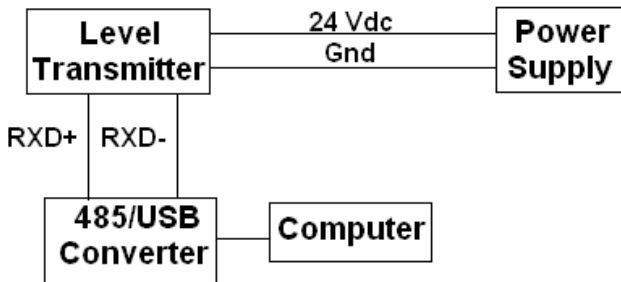 Level
Transmitter
24 Vdc
Gnd
Power
Supply
RXD+
RXD-
485/USB
Converter
Computer